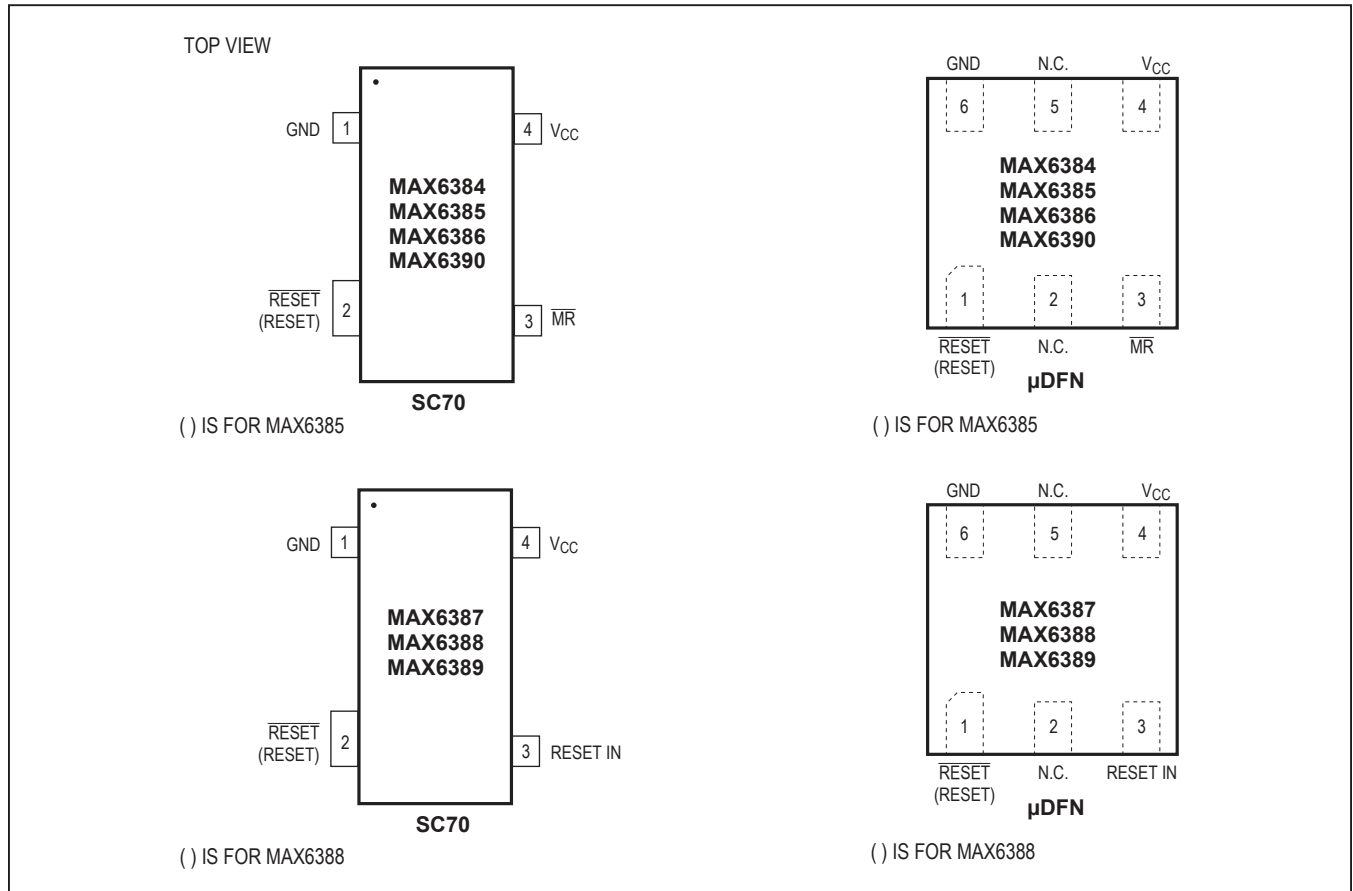 TOP VIEW
GND 1
4 VCC
MAX6384
MAX6385
MAX6386
MAX6390
RESET
(RESET)
2
3 MR
SC70
( ) IS FOR MAX6385
GND N.C. VCC
6 5 4
MAX6384
MAX6385
MAX6386
MAX6390
1 2 3
RESET N.C. MR
(RESET)
µDFN
( ) IS FOR MAX6385
GND 1
4 VCC
MAX6387
MAX6388
MAX6389
RESET
(RESET)
2
3 RESET IN
SC70
( ) IS FOR MAX6388
GND N.C. VCC
6 5 4
MAX6387
MAX6388
MAX6389
1 2 3
RESET N.C. RESET IN
(RESET)
µDFN
( ) IS FOR MAX6388